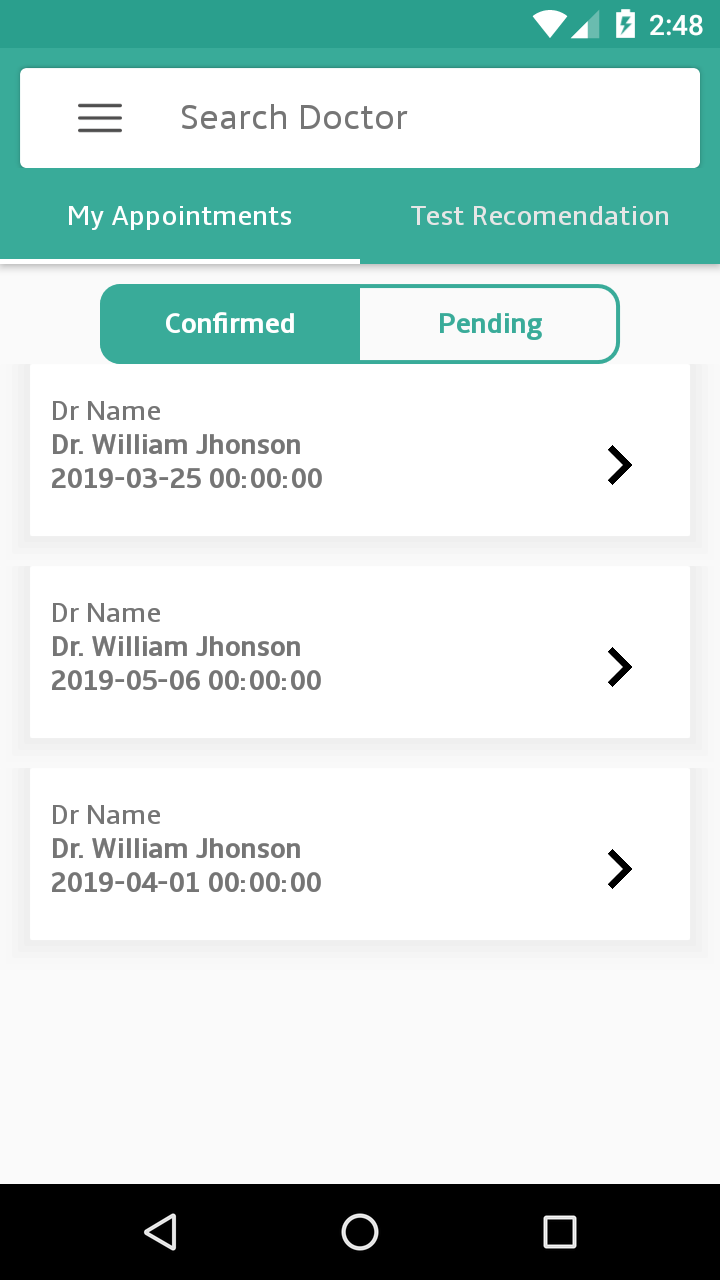 2:48
Search Doctor
My Appointments
Test Recomendation
Confirmed
Pending
Dr Name
Dr. William Jhonson
2019-03-25 00:00:00
Dr Name
Dr. William Jhonson
2019-05-06 00:00:00
Dr Name
Dr. William Jhonson
2019-04-01 00:00:00